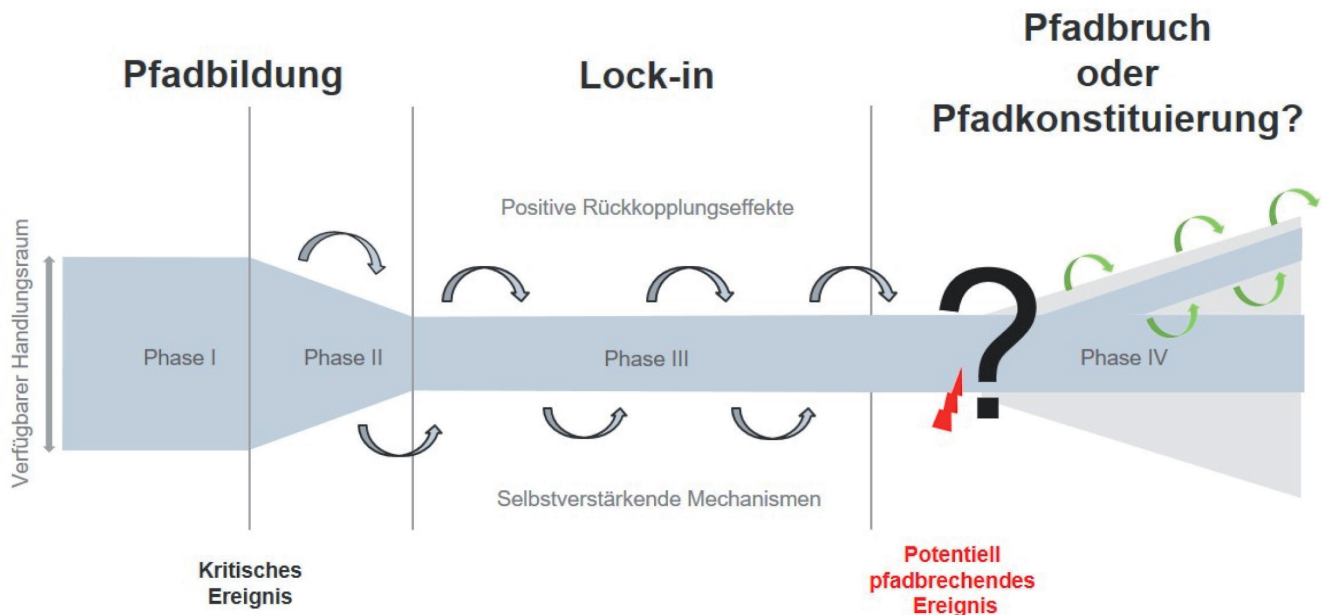 Pfadbildung
Lock-in
Pfadbruch
oder
Pfadkonstituierung?
Verfügbarer Handlungsraum
Positive Rückkopplungseffekte
Phase I
Phase II
Phase III
?
Phase IV
Selbstverstärkende Mechanismen
Kritisches
Ereignis
Potentiell
pfadbrechendes
Ereignis